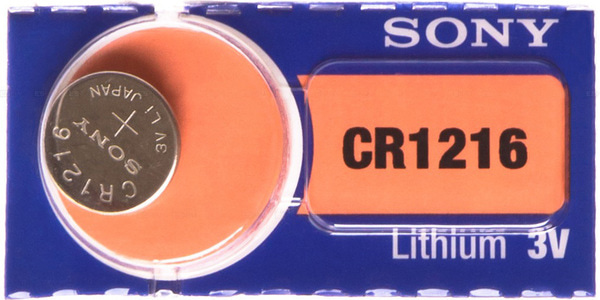 SONY
CR1216
Lithium 3V
CR1216
SONY
+
3V LI JAPAN